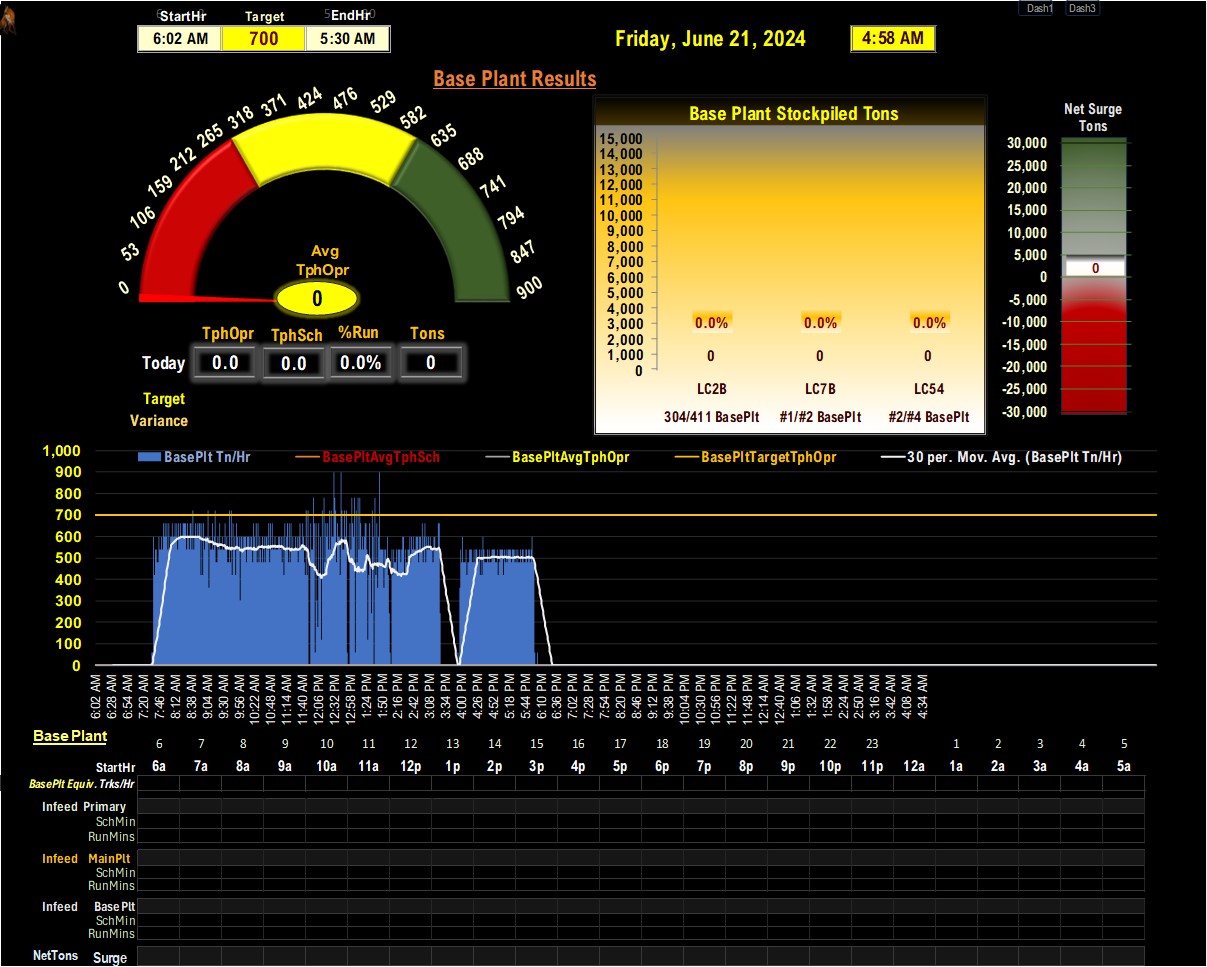 StartHr Target EndHr
6:02 AM 700 5:30 AM
Friday, June 21, 2024 4:58 AM
Dash1 Dash3
Base Plant Results
0 53 106 159 212 265 318 371 424 476 529 582 635 688 741 794 847 900
Avg
TphOpr
0
TphOpr TphSch %Run Tons
Today 0.0 0.0 0.0% 0
Target
Variance
Base Plant Stockpiled Tons
15,000
14,000
13,000
12,000
11,000
10,000
9,000
8,000
7,000
6,000
5,000
4,000
3,000
2,000
1,000
0
0.0% 0.0% 0.0%
0 0 0
LC2B LC7B LC54
304/411 BasePlt #1/#2 BasePlt #2/#4 BasePlt
Net Surge
Tons
30,000
25,000
20,000
15,000
10,000
5,000
0
-5,000
-10,000
-15,000
-20,000
-25,000
-30,000
0
BasePlt Tn/Hr BasePltAvgTphSch BasePltAvgTphOpr BasePltTargetTphOpr 30 per. Mov. Avg. (BasePlt Tn/Hr)
1,000
900
800
700
600
500
400
300
200
100
0
6:02 AM 6:28 AM 6:54 AM 7:20 AM 7:46 AM 8:12 AM 8:38 AM 9:04 AM 9:30 AM 9:56 AM 10:22 AM 10:48 AM 11:14 AM 11:40 AM 12:06 PM 12:32 PM 12:58 PM 1:24 PM 1:50 PM 2:16 PM 2:42 PM 3:08 PM 3:34 PM 4:00 PM 4:26 PM 4:52 PM 5:18 PM 5:44 PM 6:10 PM 6:36 PM 7:02 PM 7:28 PM 7:54 PM 8:20 PM 8:46 PM 9:12 PM 9:38 PM 10:04 PM 10:30 PM 10:56 PM 11:22 PM 11:48 PM 12:14 AM 12:40 AM 1:06 AM 1:32 AM 1:58 AM 2:24 AM 2:50 AM 3:16 AM 3:42 AM 4:08 AM 4:34 AM
Base Plant
6 7 8 9 10 11 12 13 14 15 16 17 18 19 20 21 22 23 1 2 3 4 5
StartHr 6a 7a 8a 9a 10a 11a 12p 1p 2p 3p 4p 5p 6p 7p 8p 9p 10p 11p 12a 1a 2a 3a 4a 5a
BasePlt Equiv. Trks/Hr
Infeed Primary
SchMin
RunMins
Infeed MainPlt
SchMin
RunMins
Infeed Base Plt
SchMin
RunMins
NetTons Surge